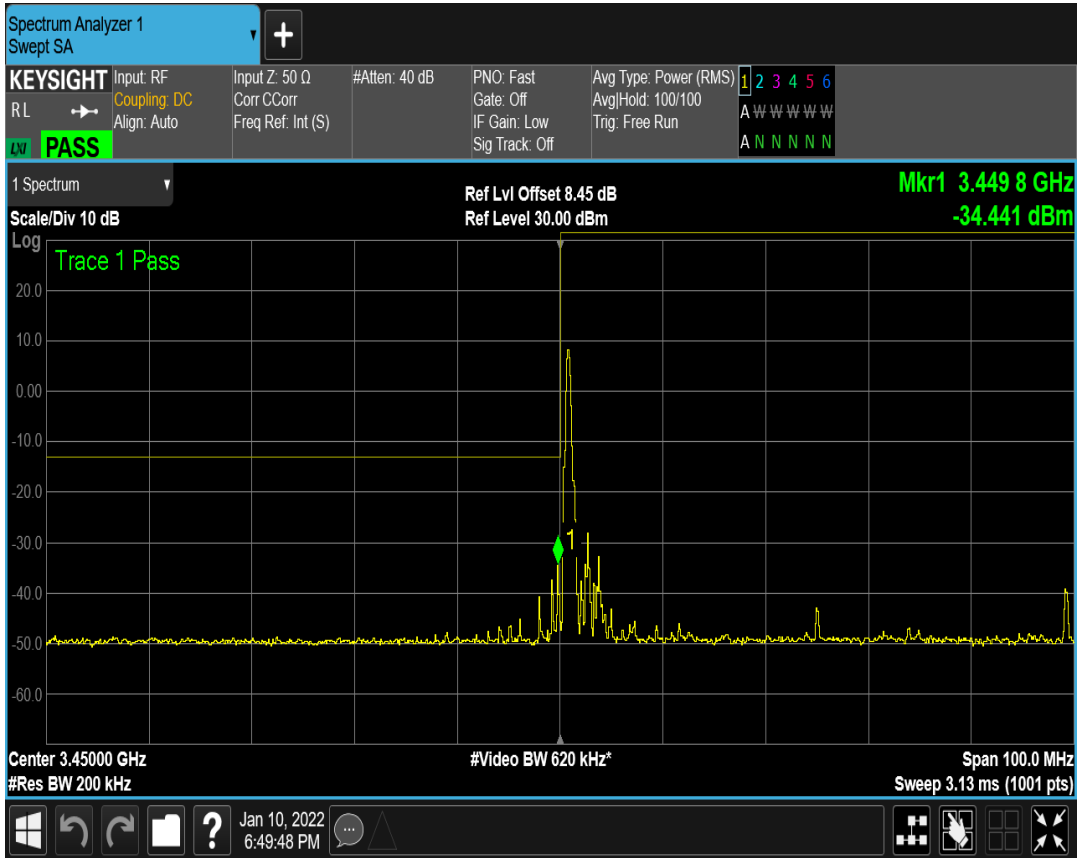 Spectrum Analyzer 1
Swept SA
KEYSIGHT
R L
LXI PASS
Input: RF
Coupling: DC
Align: Auto
Input Z: 50 Ω
Corr CCorr
Freq Ref: Int (S)
#Atten: 40 dB
PNO: Fast
Gate: Off
IF Gain: Low
Sig Track: Off
Avg Type: Power (RMS)
Avg|Hold: 100/100
Trig: Free Run
1 2 3 4 5 6
A W W W W W
A N N N N N
1 Spectrum
Scale/Div 10 dB
Ref Lvl Offset 8.45 dB
Ref Level 30.00 dBm
Mkr1 3.449 8 GHz
-34.441 dBm
Log
Trace 1 Pass
20.0
10.0
0.00
-10.0
-20.0
-30.0
1
-40.0
-50.0
-60.0
Center 3.45000 GHz
#Res BW 200 kHz
#Video BW 620 kHz*
Span 100.0 MHz
Sweep 3.13 ms (1001 pts)
?
Jan 10, 2022
6:49:48 PM